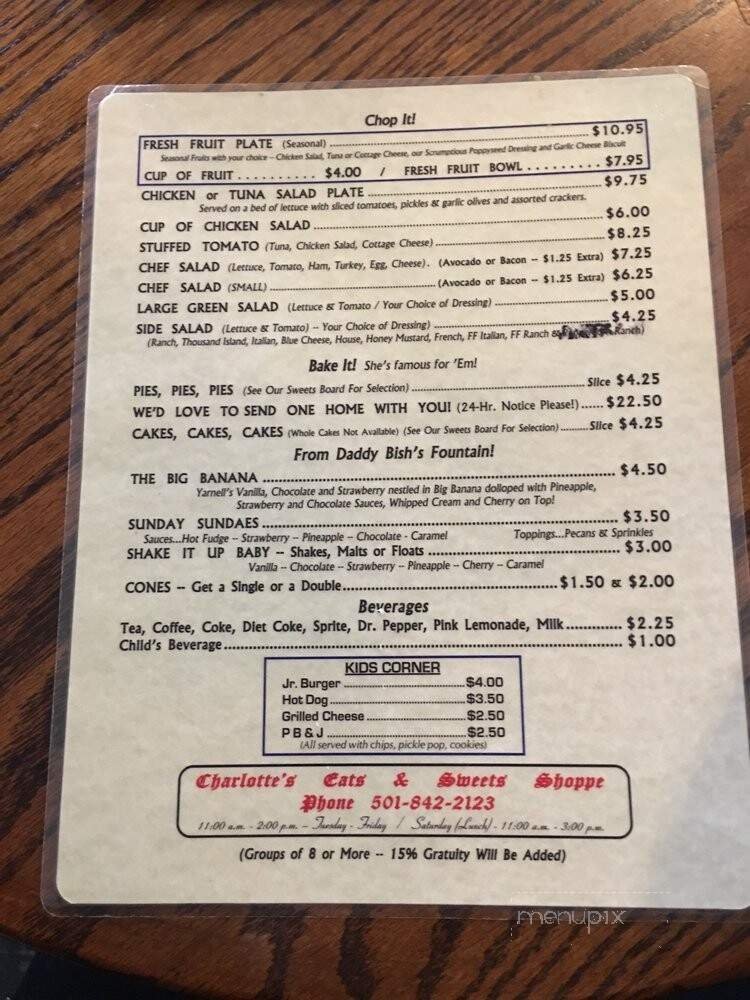 Chop It!
FRESH FRUIT PLATE (Seasonal) ........ $10.95
Seasonal Fruits with your choice -- Chicken Salad, Tuna or Cottage Cheese, our Scrumptious Poppyseed Dressing and Garlic Cheese Biscuit
CUP OF FRUIT .......... $4.00 / FRESH FRUIT BOWL ......... $7.95
CHICKEN or TUNA SALAD PLATE ........ $9.75
Served on a bed of lettuce with sliced tomatoes, pickles & garlic olives and assorted crackers.
CUP OF CHICKEN SALAD ........ $6.00
STUFFED TOMATO (Tuna, Chicken Salad, Cottage Cheese) ........ $8.25
CHEF SALAD (Lettuce, Tomato, Ham, Turkey, Egg, Cheese). (Avocado or Bacon -- $1.25 Extra) $7.25
CHEF SALAD (SMALL) ........ (Avocado or Bacon -- $1.25 Extra) $6.25
LARGE GREEN SALAD (Lettuce & Tomato / Your Choice of Dressing) ........ $5.00
SIDE SALAD (Lettuce & Tomato) -- Your Choice of Dressing) ........ $4.25
(Ranch, Thousand Island, Italian, Blue Cheese, House, Honey Mustard, French, FF Italian, FF Ranch & Ranch)
Bake It! She's famous for 'Em!
PIES, PIES, PIES (See Our Sweets Board For Selection) ........ Slice $4.25
WE'D LOVE TO SEND ONE HOME WITH YOU! (24-Hr. Notice Please!) ...... $22.50
CAKES, CAKES, CAKES (Whole Cakes Not Available) (See Our Sweets Board For Selection) ........ Slice $4.25
From Daddy Bish's Fountain!
THE BIG BANANA ........ $4.50
Yarnell's Vanilla, Chocolate and Strawberry nestled in Big Banana dolloped with Pineapple,
Strawberry and Chocolate Sauces, Whipped Cream and Cherry on Top!
SUNDAY SUNDAES ........ $3.50
Sauces...Hot Fudge -- Strawberry -- Pineapple -- Chocolate - Caramel Toppings...Pecans & Sprinkles
SHAKE IT UP BABY -- Shakes, Malts or Floats ........ $3.00
Vanilla -- Chocolate -- Strawberry -- Pineapple -- Cherry -- Caramel
CONES -- Get a Single or a Double ........ $1.50 & $2.00
Beverages
Tea, Coffee, Coke, Diet Coke, Sprite, Dr. Pepper, Pink Lemonade, Milk ........ $2.25
Child's Beverage ........ $1.00
KIDS CORNER
Jr. Burger ........ $4.00
Hot Dog ........ $3.50
Grilled Cheese ........ $2.50
P B & J ........ $2.50
(All served with chips, pickle pop, cookies)
Charlotte's Eats & Sweets Shoppe
Phone 501-842-2123
11:00 a.m. - 2:00 p.m. -- Tuesday - Friday / Saturday (Lunch) - 11:00 a.m. - 3:00 p.m.
(Groups of 8 or More -- 15% Gratuity Will Be Added)
menupix